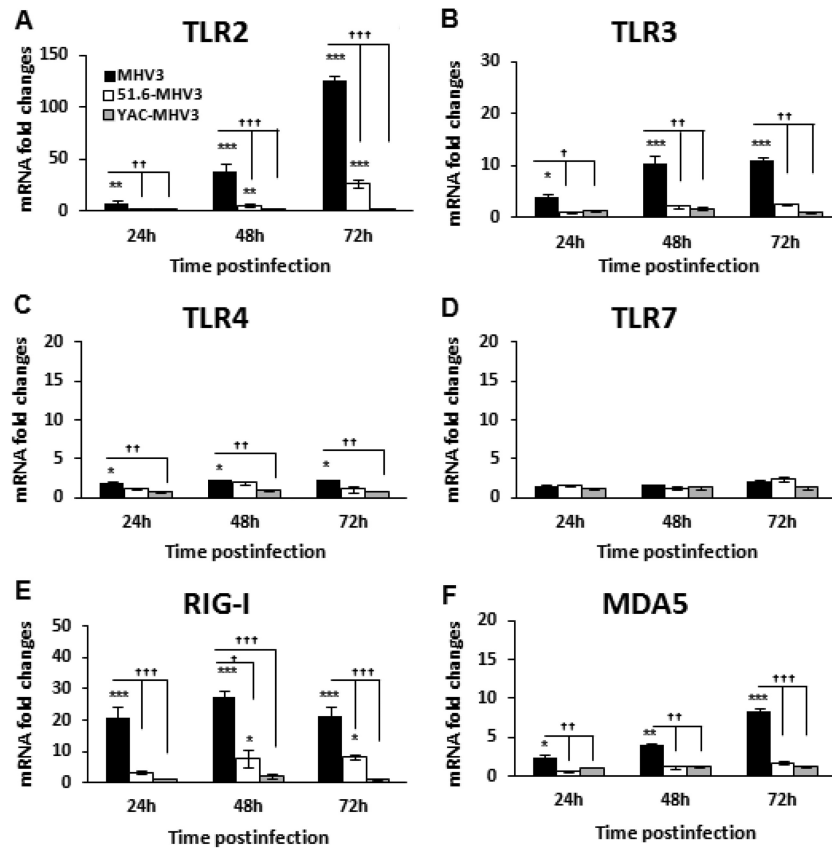 A
TLR2
mRNA fold changes
150
100
50
0
MHV3
51.6-MHV3
YAC-MHV3
**
††
***
**
†††
***
***
†††
24h 48h 72h
Time postinfection
B
TLR3
mRNA fold changes
30
20
10
0
*
†
***
††
***
††
24h 48h 72h
Time postinfection
C
TLR4
mRNA fold changes
20
15
10
5
0
*
††
*
††
*
††
24h 48h 72h
Time postinfection
D
TLR7
mRNA fold changes
20
15
10
5
0
24h 48h 72h
Time postinfection
E
RIG-I
mRNA fold changes
50
40
30
20
10
0
***
†††
†††
†
***
*
†††
***
*
24h 48h 72h
Time postinfection
F
MDA5
mRNA fold changes
20
15
10
5
0
*
††
**
††
***
†††
24h 48h 72h
Time postinfection